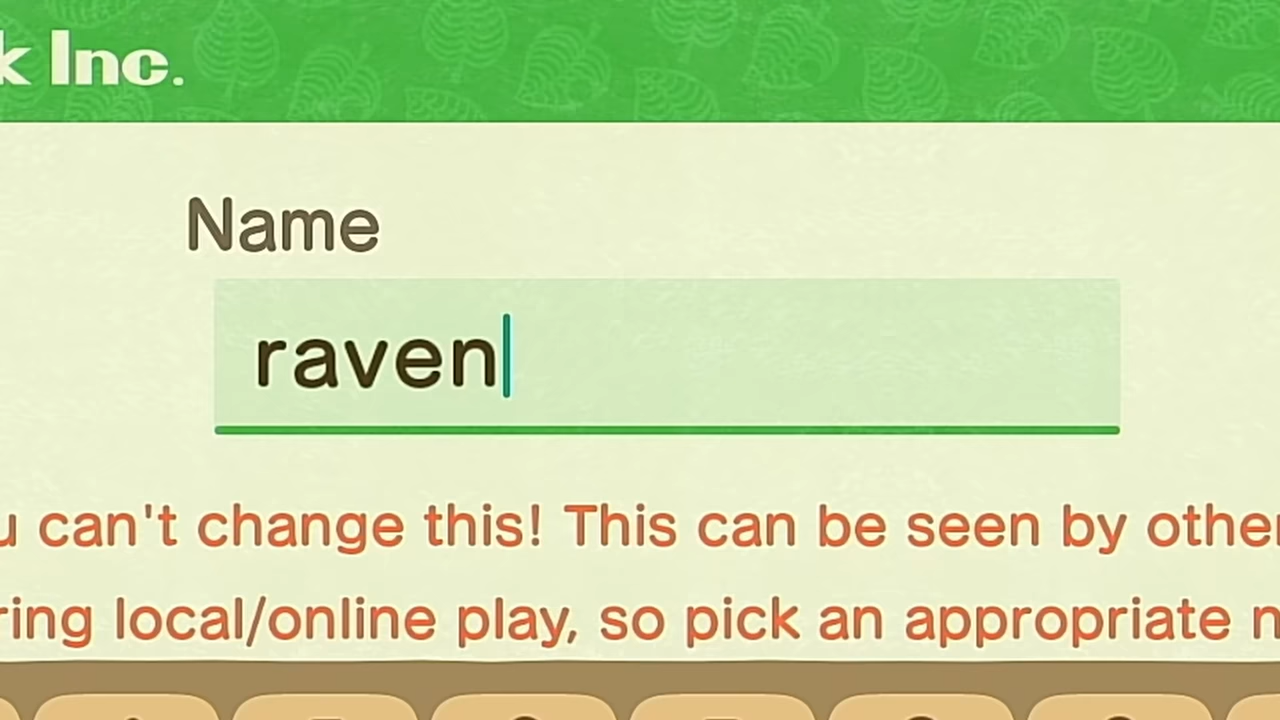 k Inc.
Name
raven
u can't change this! This can be seen by other
ring local/online play, so pick an appropriate n